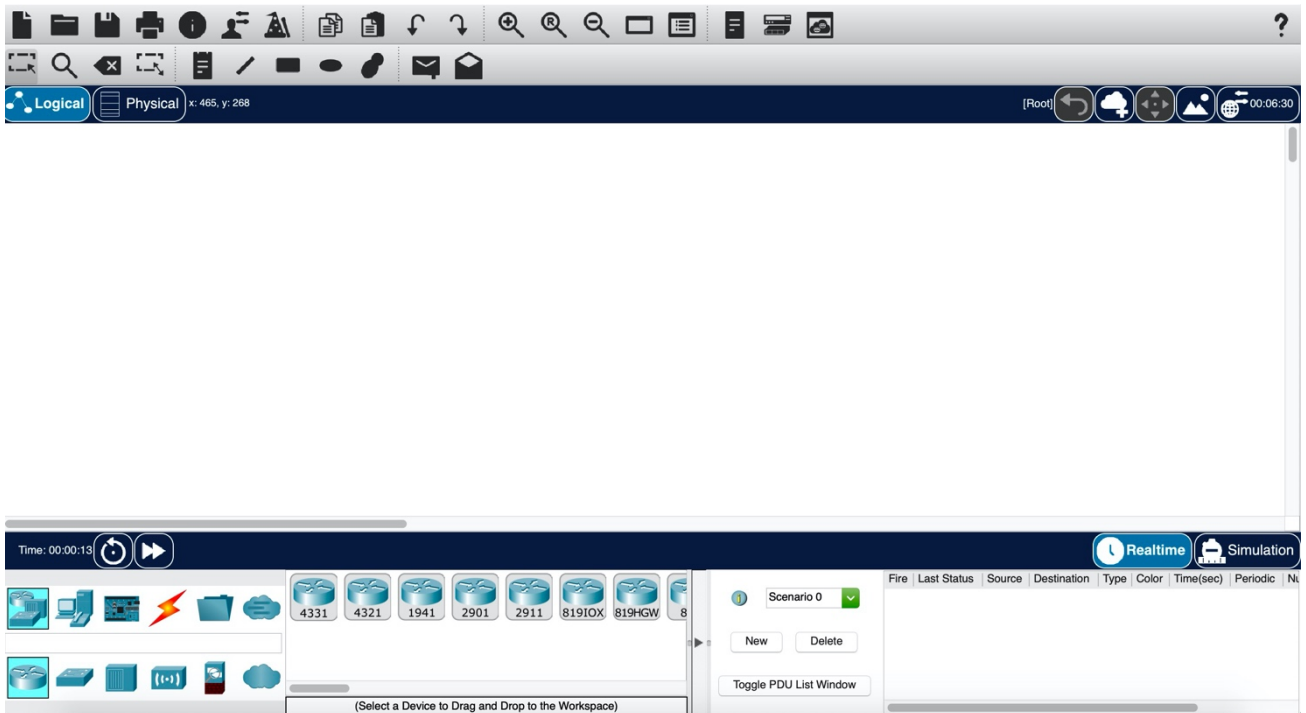 Logical Physical x: 465, y: 268 [Root] 00:06:30
Time: 00:00:13 Realtime Simulation
4331 4321 1941 2901 2911 819IOX 819HGW 8
(Select a Device to Drag and Drop to the Workspace)
Scenario 0
New Delete
Toggle PDU List Window
Fire Last Status Source Destination Type Color Time(sec) Periodic Nu